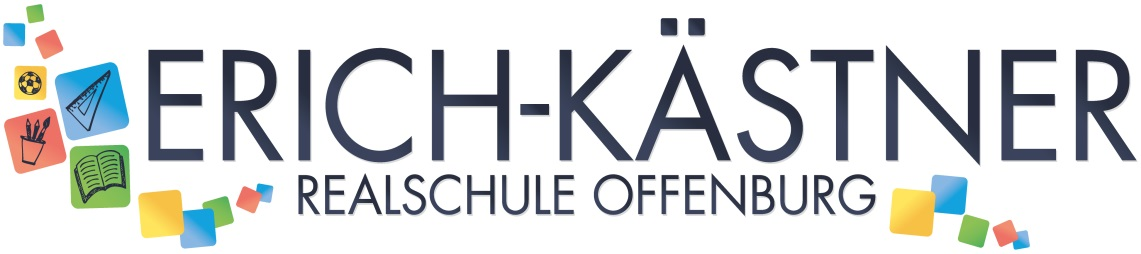 ERICH-KÄSTNER
REALSCHULE OFFENBURG